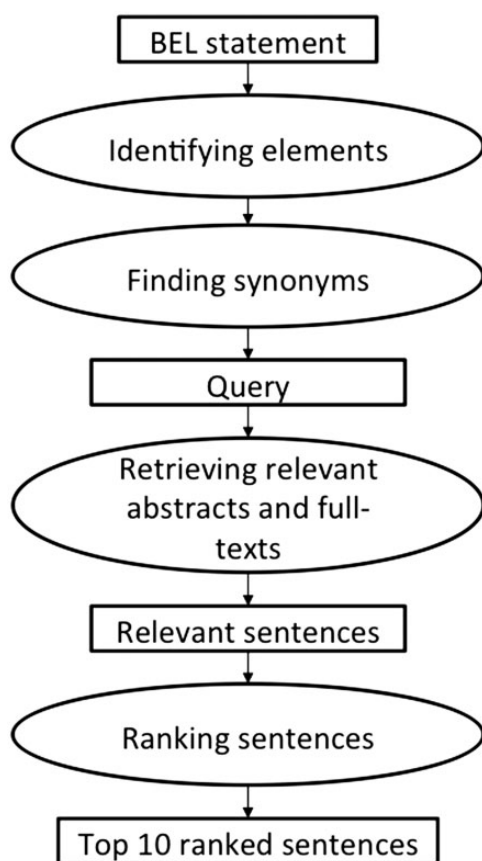 BEL statement
Identifying elements
Finding synonyms
Query
Retrieving relevant
abstracts and full-
texts
Relevant sentences
Ranking sentences
Top 10 ranked sentences